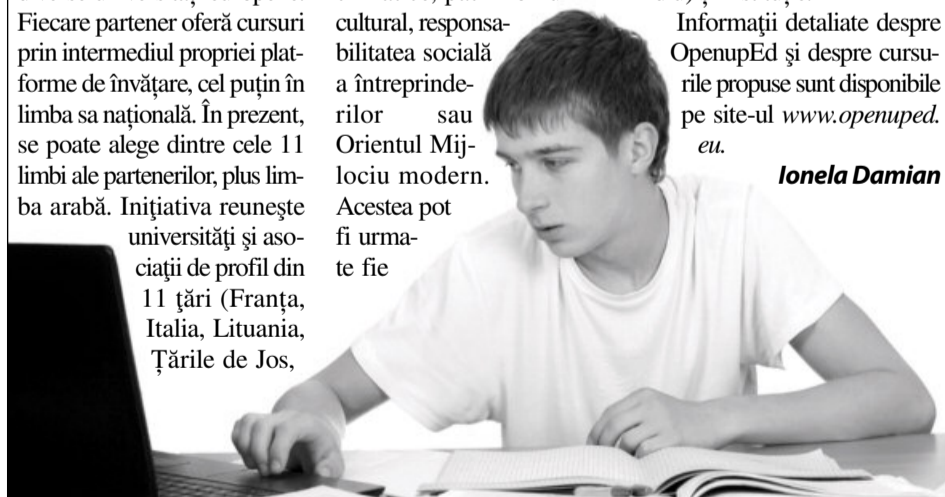 Fiecare partener oferă cursuri
prin intermediul propriei plat-
forme de învățare, cel puțin în
limba sa națională. În prezent,
se poate alege dintre cele 11
limbi ale partenerilor, plus lim-
ba arabă. Iniţiativa reuneşte
universităţi şi aso-
ciaţii de profil din
11 ţări (Franţa,
Italia, Lituania,
Țările de Jos,
cultural, responsa-
bilitatea socială
a întreprinde-
rilor sau
Orientul Mij-
lociu modern.
Acestea pot
fi urma-
te fie
Informaţii detaliate despre
OpenupEd şi despre cursu-
rile propuse sunt disponibile
pe site-ul www.openuped.
eu.
Ionela Damian